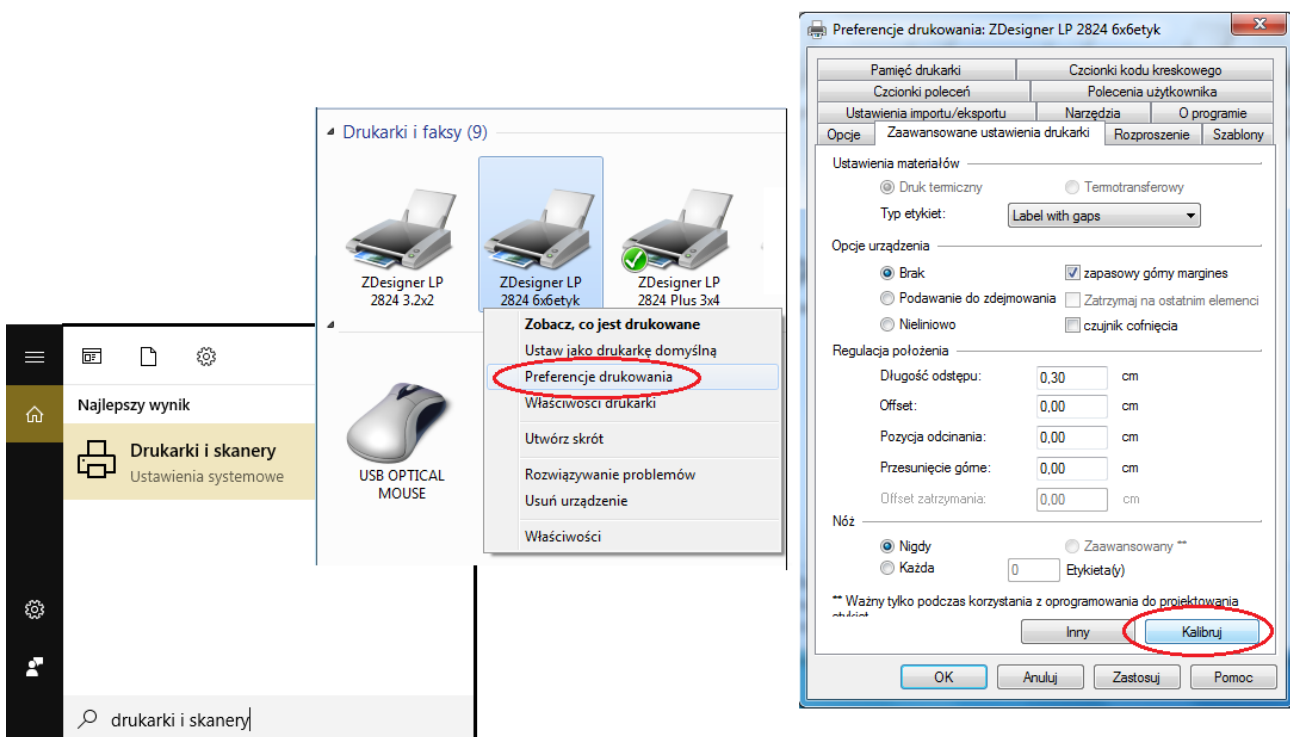 Najlepszy wynik
Drukarki i skanery
Ustawienia systemowe
drukarki i skanery
Drukarki i faksy (9)
ZDesigner LP
2824 3.2x2
ZDesigner LP
2824 6x6etyk
ZDesigner LP
2824 Plus 3x4
USB OPTICAL
MOUSE
Zobacz, co jest drukowane
Ustaw jako drukarkę domyślną
Preferencje drukowania
Właściwości drukarki
Utwórz skrót
Rozwiązywanie problemów
Usuń urządzenie
Właściwości
Preferencje drukowania: ZDesigner LP 2824 6x6etyk
Pamięć drukarki Czcionki kodu kreskowego
Czcionki poleceń Polecenia użytkownika
Ustawienia importu/eksportu Narzędzia O programie
Opcje Zaawansowane ustawienia drukarki Rozproszenie Szablony
Ustawienia materiałów
Druk termiczny Termotransferowy
Typ etykiet: Label with gaps
Opcje urządzenia
Brak zapasowy górny margines
Podawanie do zdejmowania Zatrzymaj na ostatnim elemenci
Nieliniowo czujnik cofnięcia
Regulacja położenia
Długość odstępu: 0,30 cm
Offset: 0,00 cm
Pozycja odcinania: 0,00 cm
Przesunięcie górne: 0,00 cm
Offset zatrzymania: 0,00 cm
Nóż
Nigdy Zaawansowany **
Każda 0 Etykieta(y)
** Ważny tylko podczas korzystania z oprogramowania do projektowania
etykiet
Inny Kalibruj
OK Anuluj Zastosuj Pomoc